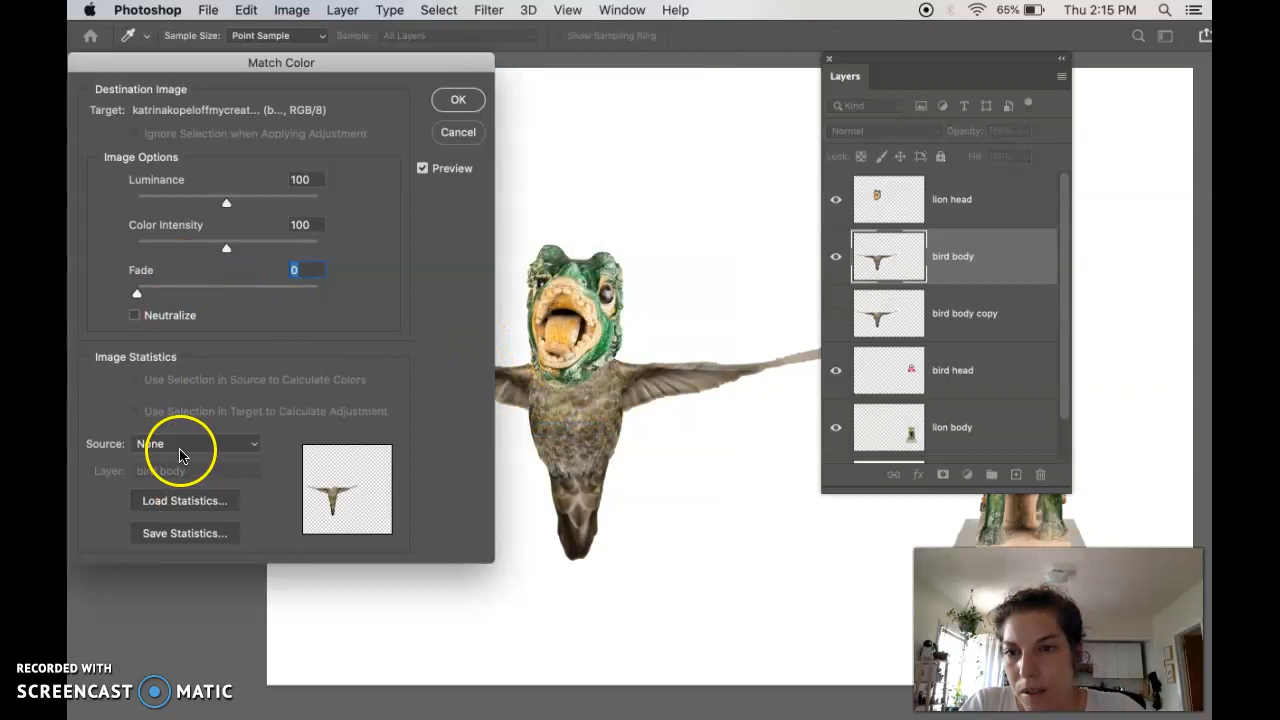 Photoshop File Edit Image Layer Type Select Filter 3D View Window Help 65% Thu 2:15 PM
Sample Size: Point Sample Sample: All Layers Show Sampling Ring
Match Color
Destination Image
Target: katrinakopeloffmycreat... (b..., RGB/8)
Ignore Selection when Applying Adjustment
OK
Cancel
Preview
Image Options
Luminance 100
Color Intensity 100
Fade 0
Neutralize
Image Statistics
Use Selection in Source to Calculate Colors
Use Selection in Target to Calculate Adjustment
Source: None
Layer: bird body
Load Statistics...
Save Statistics...
Layers
Kind
Normal Opacity: 100%
Lock: Fill: 100%
lion head
bird body
bird body copy
bird head
lion body
fx
RECORDED WITH
SCREENCAST MATIC